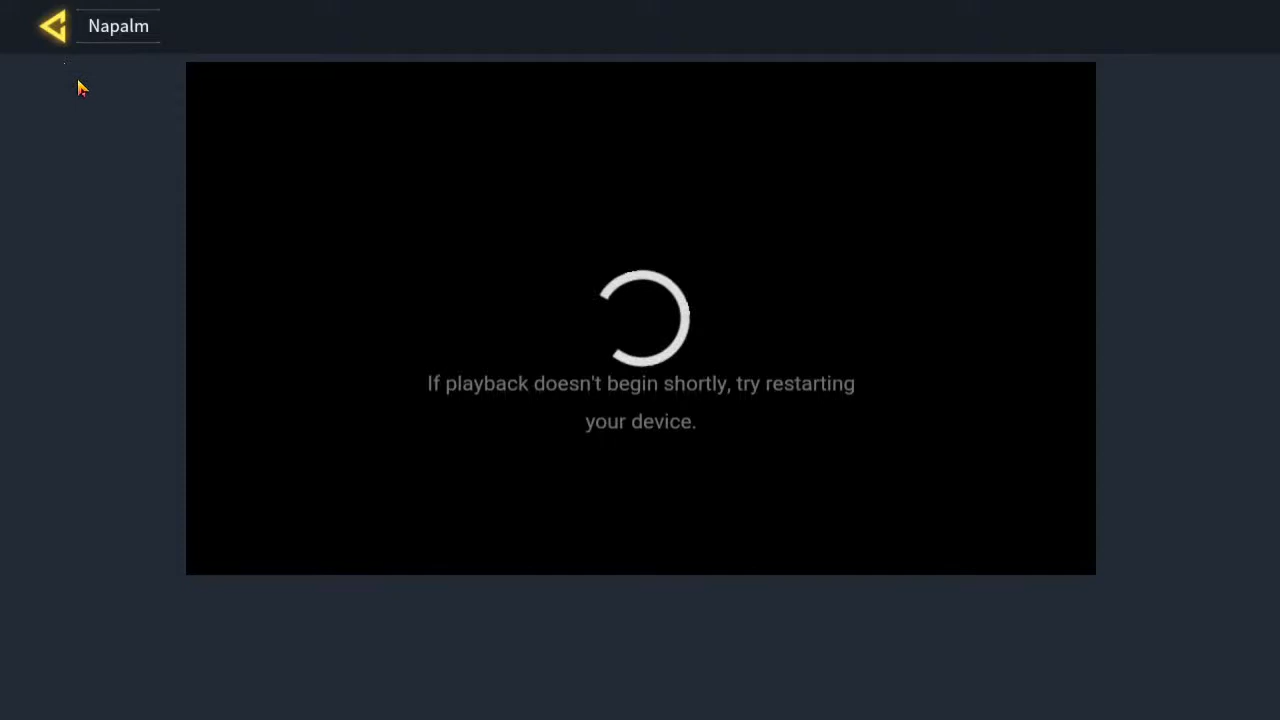 Napalm
If playback doesn't begin shortly, try restarting
your device.